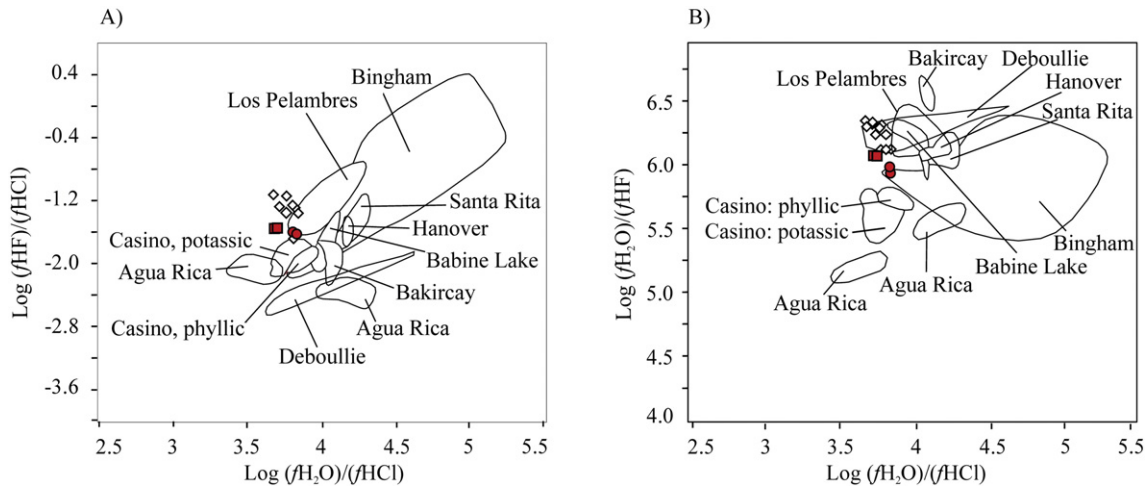 A)
Bingham
Los Pelambres
Santa Rita
Hanover
Casino, potassic
Babine Lake
Agua Rica
Bakircay
Casino, phyllic
Agua Rica
Deboullie
0.4
-0.4
-1.2
-2.0
-2.8
-3.6
Log (fHF)/(fHCl)
2.5 3 3.5 4 4.5 5 5.5
Log (fH₂O)/(fHCl)
B)
Bakircay
Deboullie
Los Pelambres
Hanover
Santa Rita
Casino: phyllic
Casino: potassic
Bingham
Babine Lake
Agua Rica
Agua Rica
6.5
6.0
5.5
5.0
4.5
4.0
Log (fH₂O)/(fHF)
2.5 3 3.5 4 4.5 5 5.5
Log (fH₂O)/(fHCl)